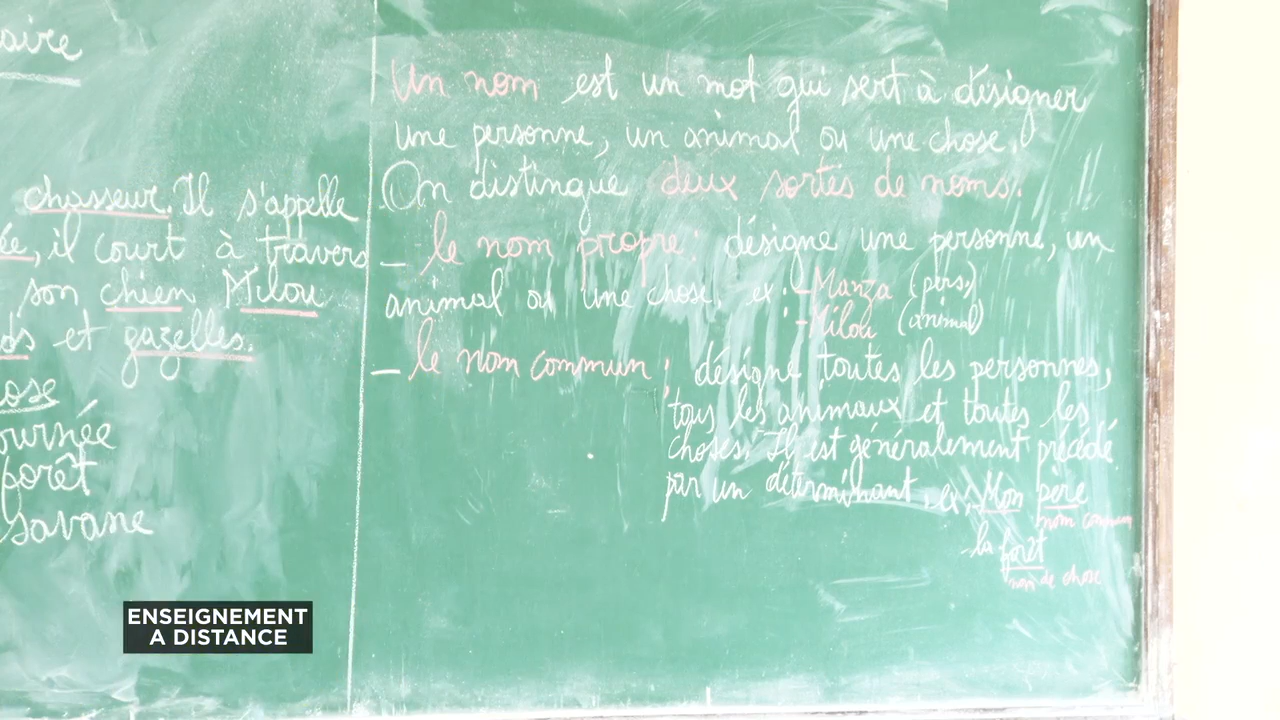 aire
chasseur. Il s'appelle
ée, il court à travers
son chien Milou
ds et gazelles.
ose
ournée
forêt
savane
Un nom est un mot qui sert à désigner
une personne, un animal ou une chose.
On distingue deux sortes de noms.
_ le nom propre : désigne une personne, un
animal ou une chose. ex : - Manza (pers)
- Milou (animal)
_ le nom commun : désigne toutes les personnes,
tous les animaux et toutes les
choses. Il est généralement précédé
par un déterminant. ex : Mon père
nom commun
- la forêt
nom de chose
ENSEIGNEMENT
A DISTANCE